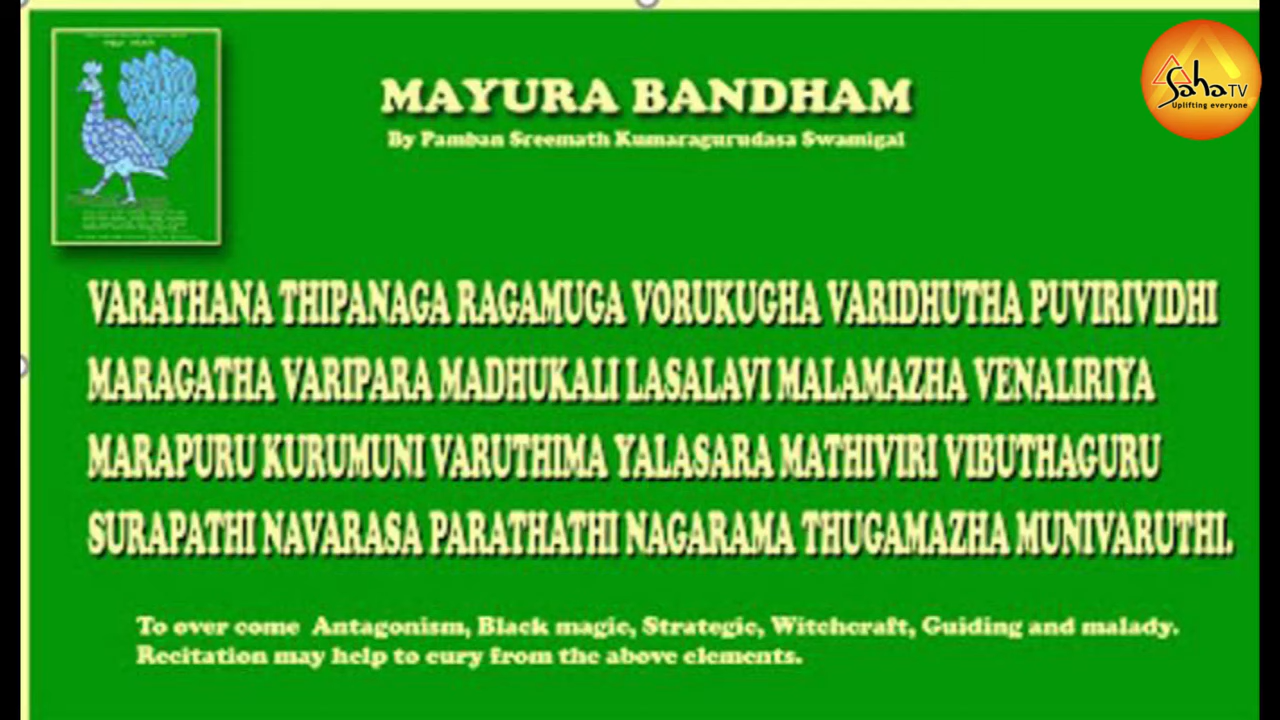 Saha TV
Uplifting everyone
MAYURA BANDHAM
By Pamban Sreemath Kumaragurudasa Swamigal
VARATHANA THIPANAGA RAGAMUGA VORUKUGHA VARIDHUTHA PUVIRIVIDHI
MARAGATHA VARIPARA MADHUKALI LASALAVI MALAMAZHA VENALIRIYA
MARAPURU KURUMUNI VARUTHIMA YALASARA MATHIVIRI VIBUTHAGURU
SURAPATHI NAVARASA PARATHATHI NAGARAMA THUGAMAZHA MUNIVARUTHI.
To over come Antagonism, Black magic, Strategic, Witchcraft, Guiding and malady.
Recitation may help to cury from the above elements.